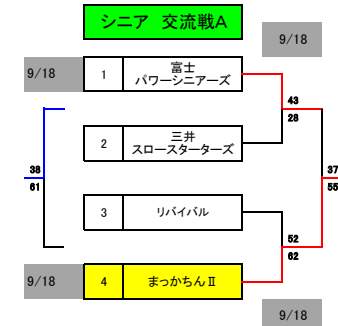 シニア 交流戦A
9/18
9/18
1
富士
パワーシニアーズ
43
28
2
三井
スロースターターズ
38
61
37
55
3
リバイバル
52
62
9/18
4
まっかちんⅡ
9/18